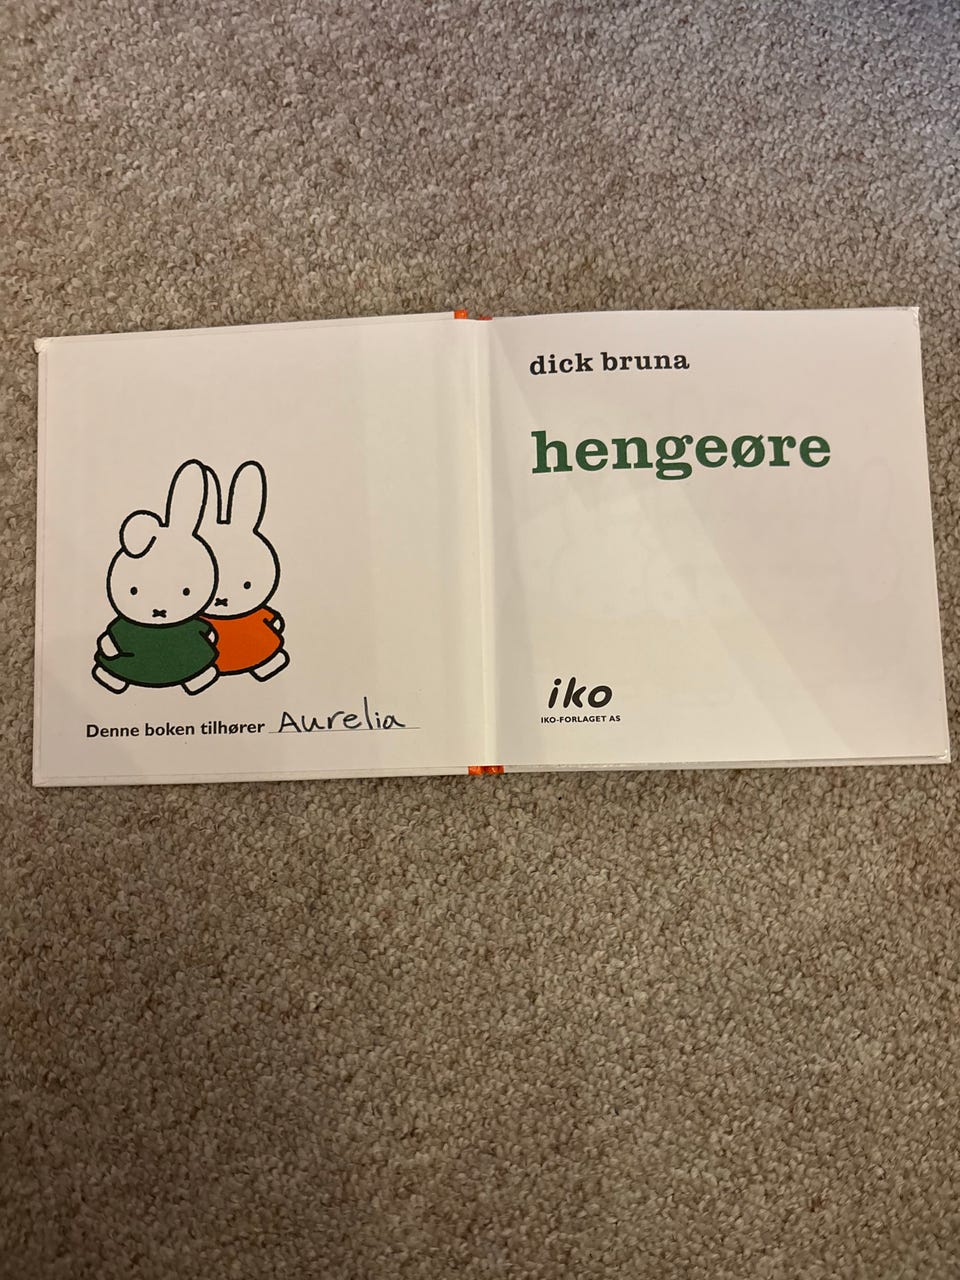 Denne boken tilhører Aurelia
dick bruna
hengeøre
iko
IKO-FORLAGET AS